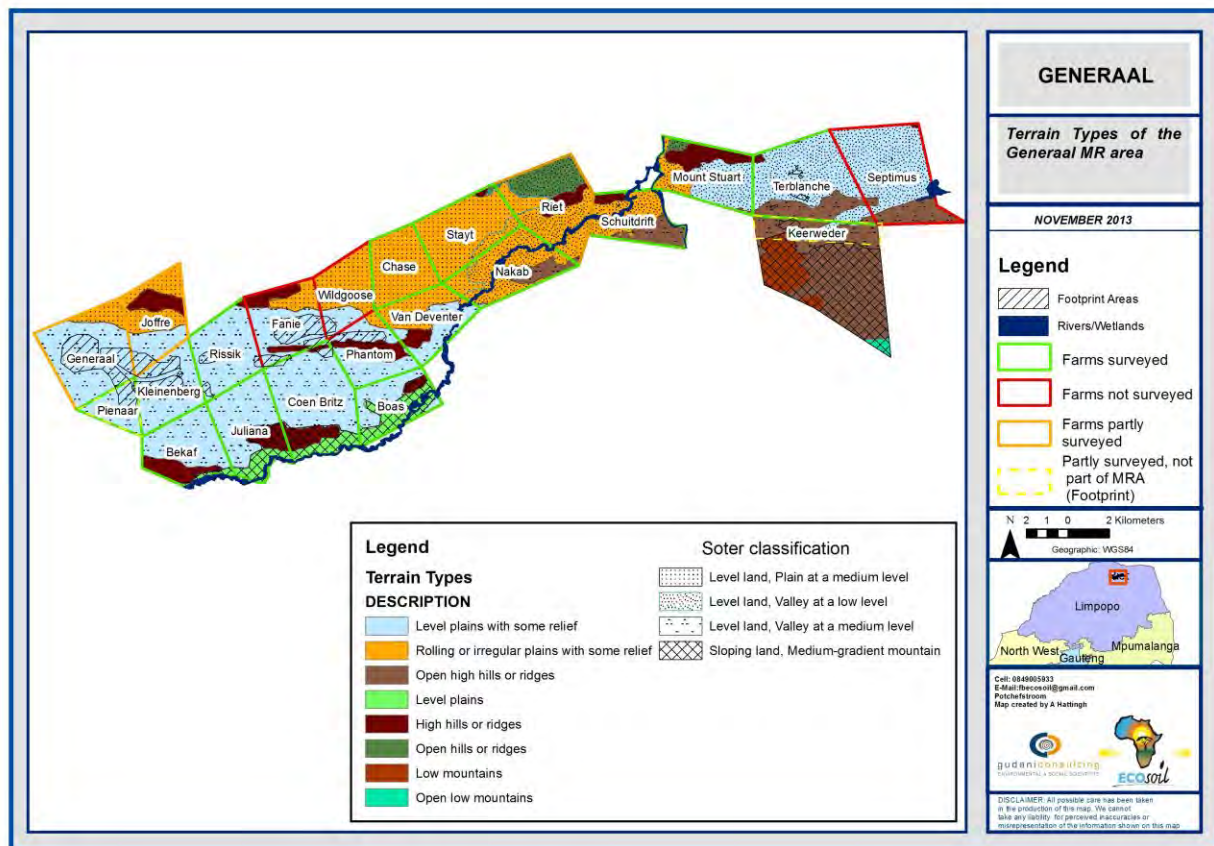 GENERAAL
Terrain Types of the
Generaal MR area
NOVEMBER 2013
Legend
Footprint Areas
Rivers/Wetlands
Farms surveyed
Farms not surveyed
Farms partly
surveyed
Partly surveyed, not
part of MRA
(Footprint)
N 2 1 0 2 Kilometers
Geographic: WGS84
Limpopo
North West
Gauteng
Mpumalanga
Cell: 0849005933
E-Mail:fbecosoil@gmail.com
Potchefstroom
Map created by A Hattingh
gudaniconsulting
ENVIRONMENTAL & SOCIAL SCIENTISTS
ECOsoil
DISCLAIMER: All possible care has been taken
in the production of this map. We cannot
take any liability for perceived inaccuracies or
misrepresentation of the information shown on this map
Mount Stuart
Terblanche
Septimus
Keerweder
Riet
Schuitdrift
Stayt
Chase
Nakab
Wildgoose
Van Deventer
Joffre
Fanie
Phantom
Rissik
Generaal
Kleinenberg
Pienaar
Coen Britz
Boas
Juliana
Bekaf
Legend
Terrain Types
DESCRIPTION
Level plains with some relief
Rolling or irregular plains with some relief
Open high hills or ridges
Level plains
High hills or ridges
Open hills or ridges
Low mountains
Open low mountains
Soter classification
Level land, Plain at a medium level
Level land, Valley at a low level
Level land, Valley at a medium level
Sloping land, Medium-gradient mountain